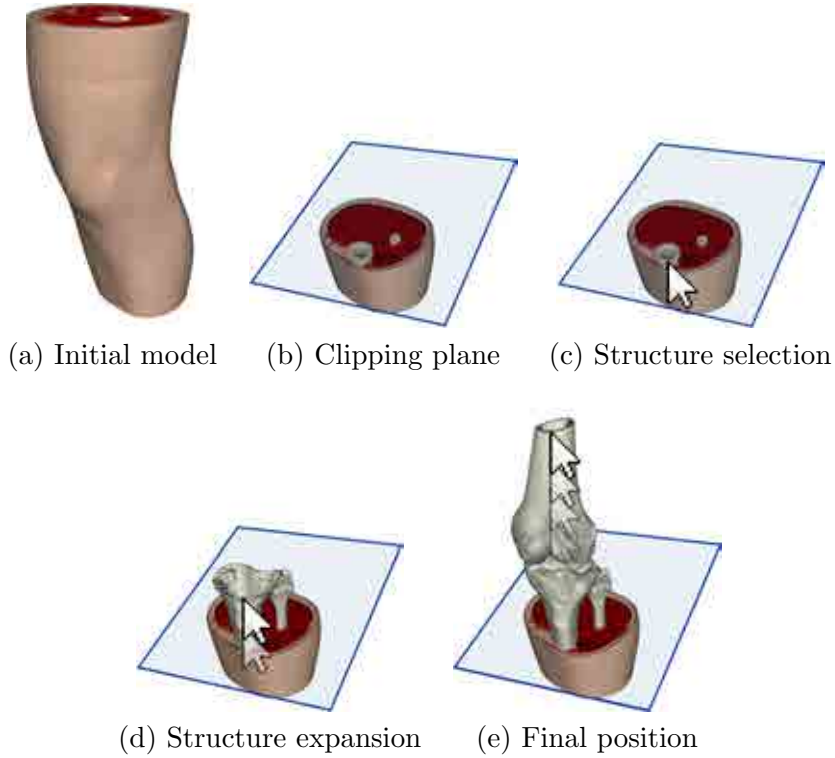 (a) Initial model
(b) Clipping plane
(c) Structure selection
(d) Structure expansion
(e) Final position